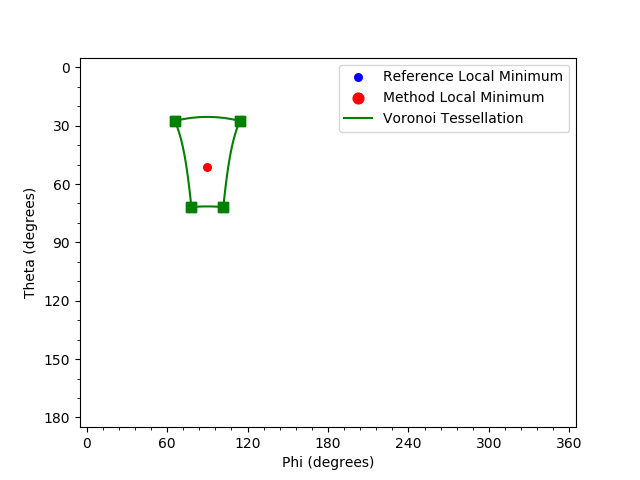 Reference Local Minimum
Method Local Minimum
Voronoi Tessellation
0
30
60
90
120
150
180
Theta (degrees)
0
60
120
180
240
300
360
Phi (degrees)